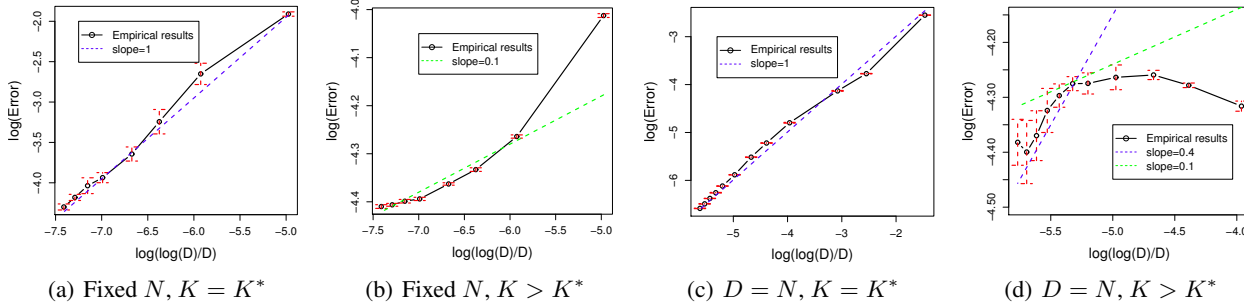 log(Error)
-2.0
-2.5
-3.0
-3.5
-4.0
Empirical results
slope=1
-7.5 -7.0 -6.5 -6.0 -5.5 -5.0
log(log(D)/D)
(a) Fixed N, K = K*
log(Error)
-4.0
-4.1
-4.2
-4.3
-4.4
Empirical results
slope=0.1
-7.5 -7.0 -6.5 -6.0 -5.5 -5.0
log(log(D)/D)
(b) Fixed N, K > K*
log(Error)
-3
-4
-5
-6
Empirical results
slope=1
-5 -4 -3 -2
log(log(D)/D)
(c) D = N, K = K*
log(Error)
-4.20
-4.30
-4.40
-4.50
Empirical results
slope=0.4
slope=0.1
-5.5 -5.0 -4.5 -4.0
log(log(D)/D)
(d) D = N, K > K*